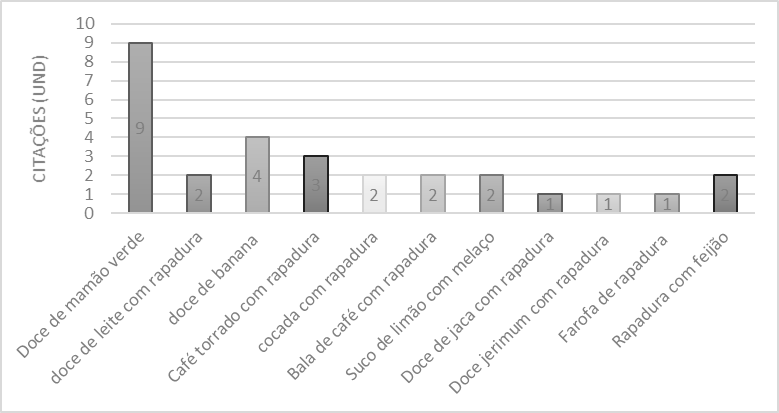 CITAÇÕES (UND)
10
9
8
7
6
5
4
3
2
1
0
9
2
4
3
2
2
2
1
1
1
2
Doce de mamão verde
doce de leite com rapadura
doce de banana
Café torrado com rapadura
cocada com rapadura
Bala de café com rapadura
Suco de limão com melaço
Doce de jaca com rapadura
Doce jerimum com rapadura
Farofa de rapadura
Rapadura com feijão